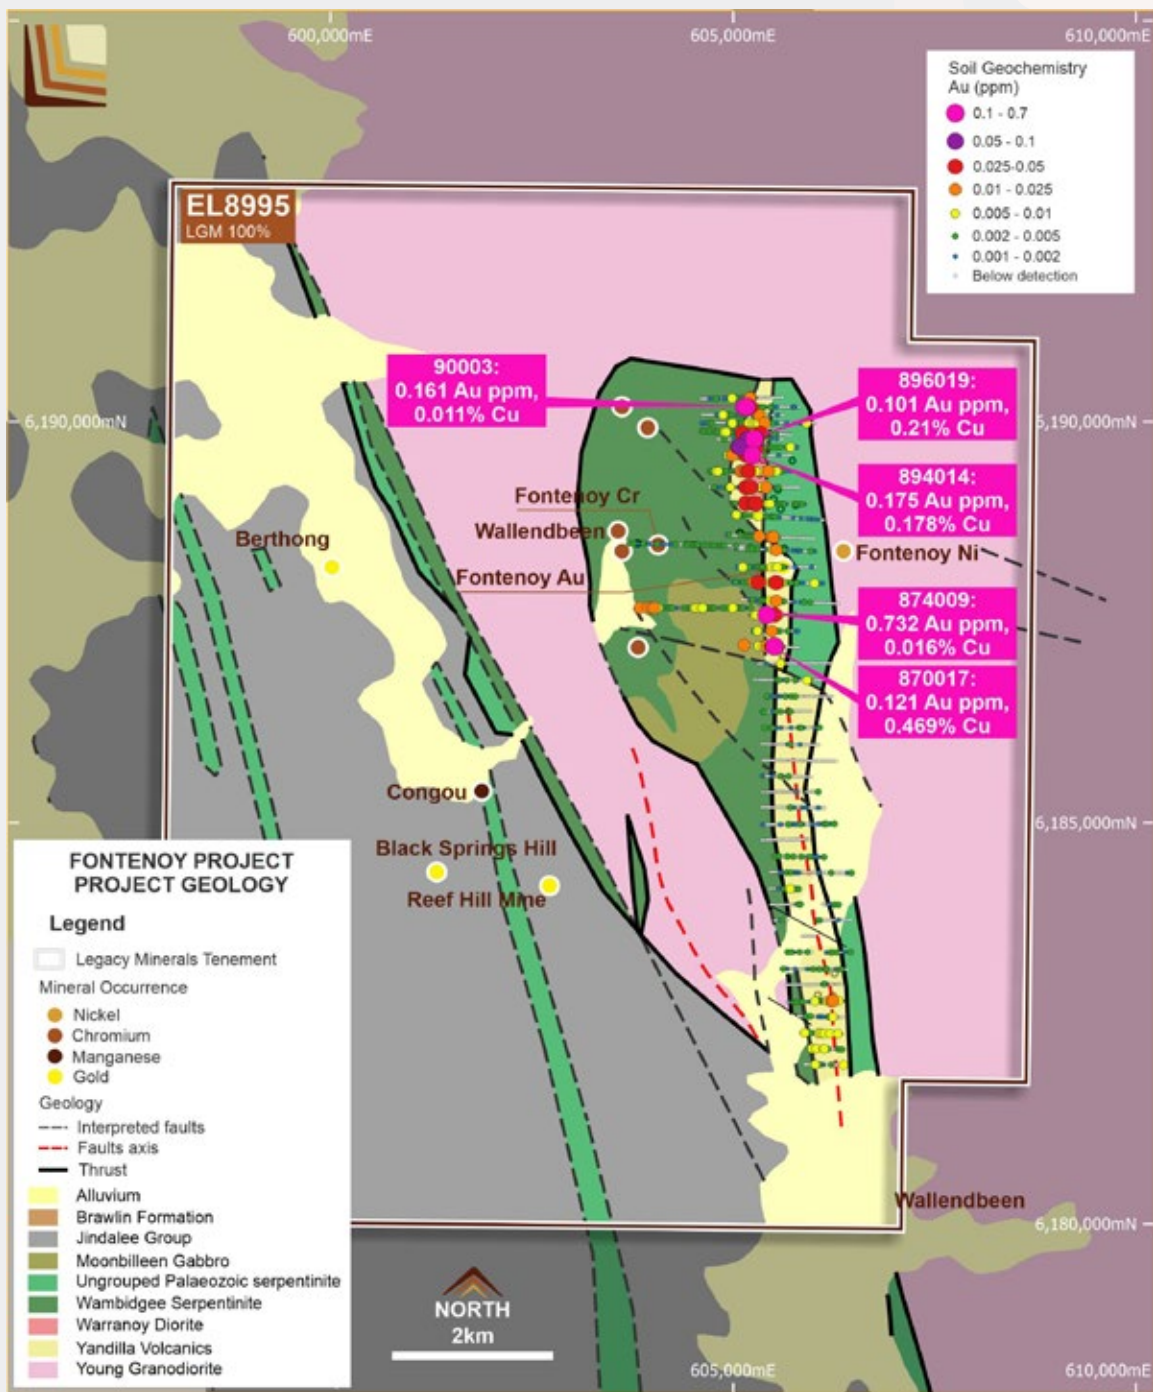 600,000mE
605,000mE
610,000mE
Soil Geochemistry
Au (ppm)
0.1 - 0.7
0.05 - 0.1
0.025-0.05
0.01 - 0.025
0.005 - 0.01
0.002 - 0.005
0.001 - 0.002
Below detection
EL8995
LGM 100%
90003:
0.161 Au ppm,
0.011% Cu
896019:
0.101 Au ppm,
0.21% Cu
6,190,000mN
6,190,000mN
894014:
0.175 Au ppm,
0.178% Cu
Fontenoy Cr
Wallendbeen
Berthong
Fontenoy Ni
Fontenoy Au
874009:
0.732 Au ppm,
0.016% Cu
870017:
0.121 Au ppm,
0.469% Cu
Congou
6,185,000mN
Black Springs Hill
Reef Hill Mine
FONTENOY PROJECT
PROJECT GEOLOGY
Legend
Legacy Minerals Tenement
Mineral Occurrence
Nickel
Chromium
Manganese
Gold
Geology
Interpreted faults
Faults axis
Thrust
Alluvium
Brawlin Formation
Jindalee Group
Moonbilleen Gabbro
Ungrouped Palaeozoic serpentinite
Wambidgee Serpentinite
Warranoy Diorite
Yandilla Volcanics
Young Granodiorite
Wallendbeen
6,180,000mN
NORTH
2km
605,000mE
610,000mE